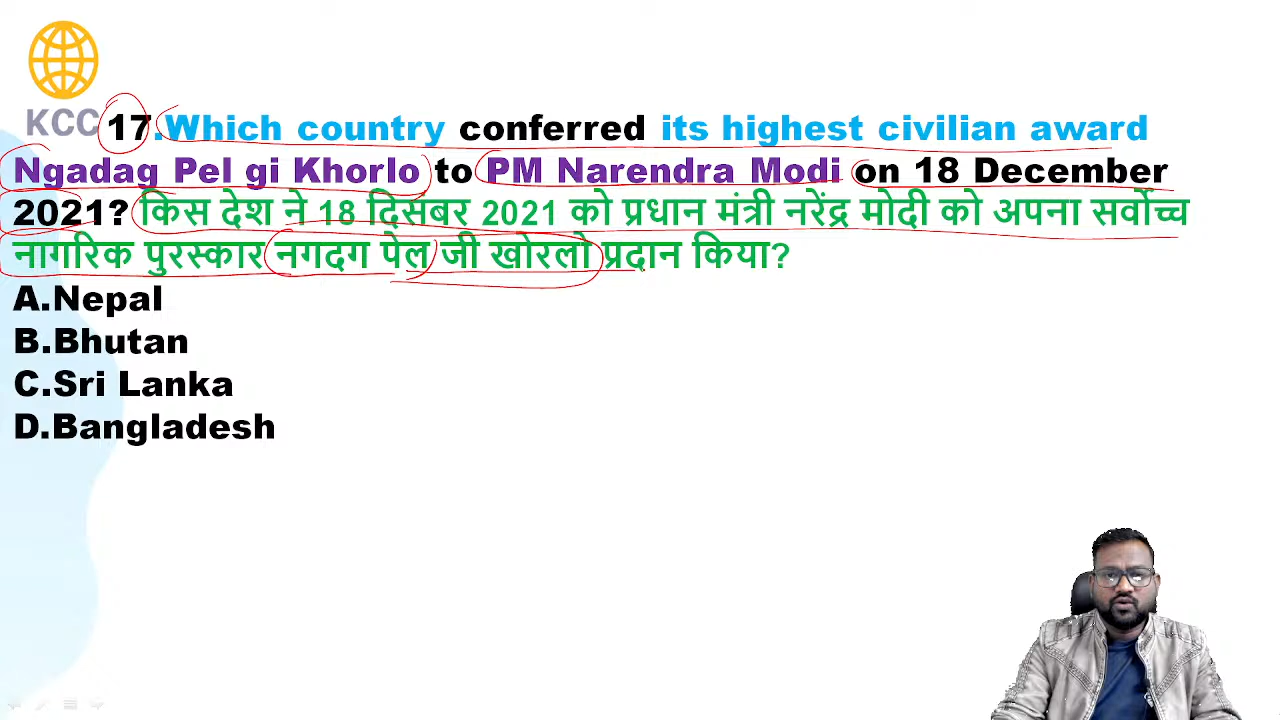 KCC
17.Which country conferred its highest civilian award
Ngadag Pel gi Khorlo to PM Narendra Modi on 18 December
2021? किस देश ने 18 दिसंबर 2021 को प्रधान मंत्री नरेंद्र मोदी को अपना सर्वोच्च
नागरिक पुरस्कार नगदग पेल जी खोरलो प्रदान किया?
A.Nepal
B.Bhutan
C.Sri Lanka
D.Bangladesh